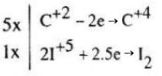 5x | C⁺² – 2e → C⁺⁴
1x | 2I⁺⁵ + 2.5e → I₂